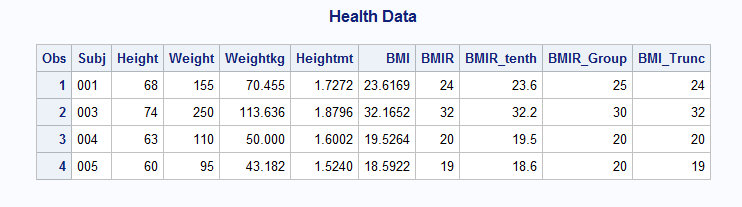 Health Data
Obs Subj Height Weight Weightkg Heightmt BMI BMIR BMIR_tenth BMIR_Group BMI_Trunc
1 001 68 155 70.455 1.7272 23.6169 24 23.6 25 24
2 003 74 250 113.636 1.8796 32.1652 32 32.2 30 32
3 004 63 110 50.000 1.6002 19.5264 20 19.5 20 20
4 005 60 95 43.182 1.5240 18.5922 19 18.6 20 19